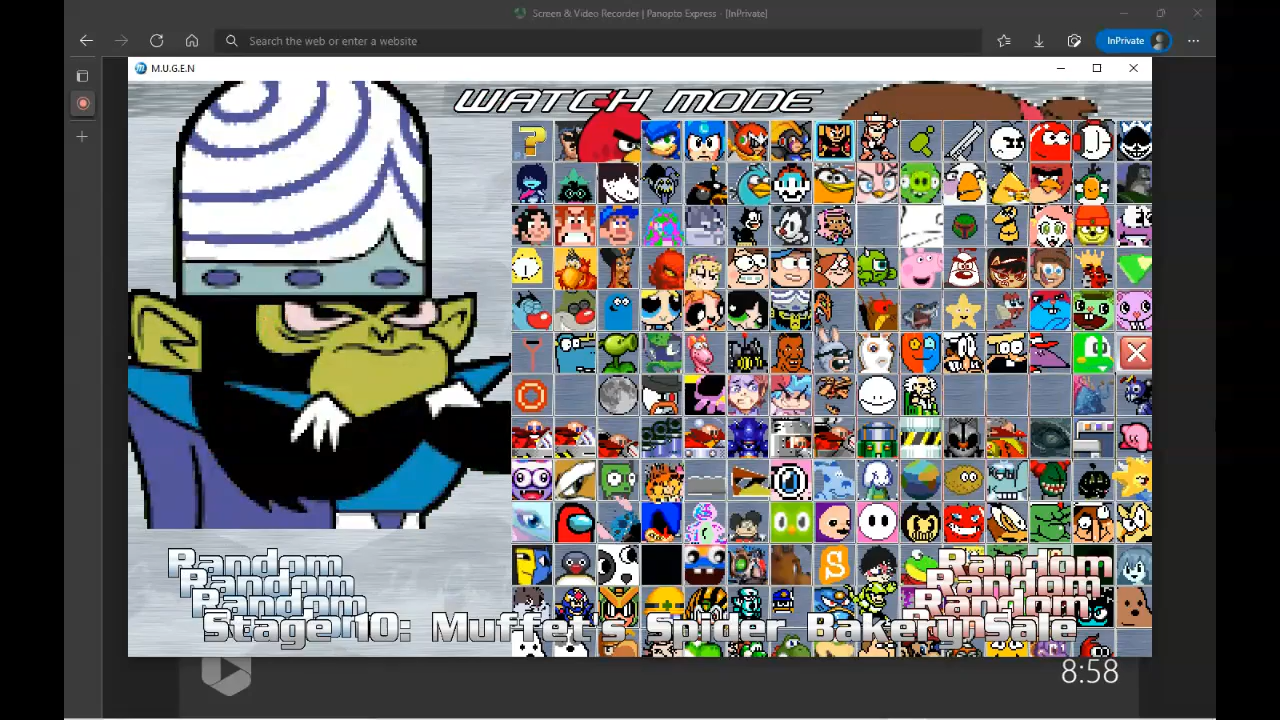 Screen & Video Recorder | Panopto Express - [InPrivate]
Search the web or enter a website
InPrivate
M.U.G.E.N
WATCH MODE
Random
Random
Random
Random
Random
Random
Stage 10: Muffet's Spider Bakery Sale
8:58